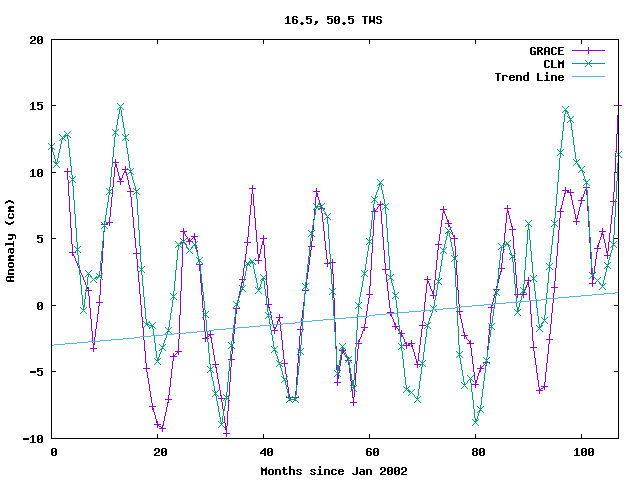 16.5, 50.5 TWS
GRACE
CLM
Trend Line
20
15
10
5
0
-5
-10
Anomaly (cm)
0 20 40 60 80 100
Months since Jan 2002